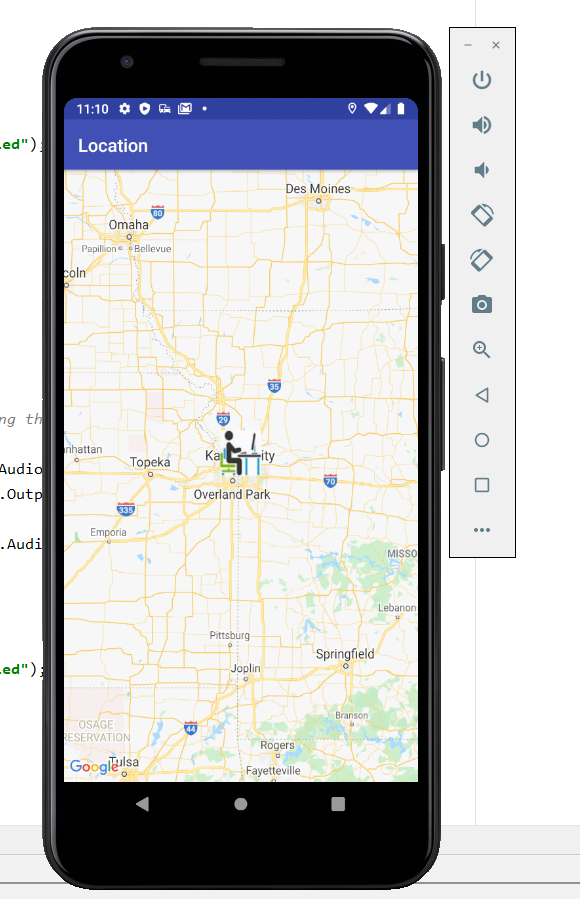 11:10
led");
Location
Des Moines
80
Omaha
Papillion Bellevue
coln
35
ng th
29
nhattan
Ka ity
Topeka
Audio
70
Overland Park
.Outp
335
Emporia
.Audi
MISSO
Lebanon
Pittsburg
Springfield
Joplin
led");
Branson
OSAGE
RESERVATION
44
Rogers
Tulsa
Google
Fayetteville